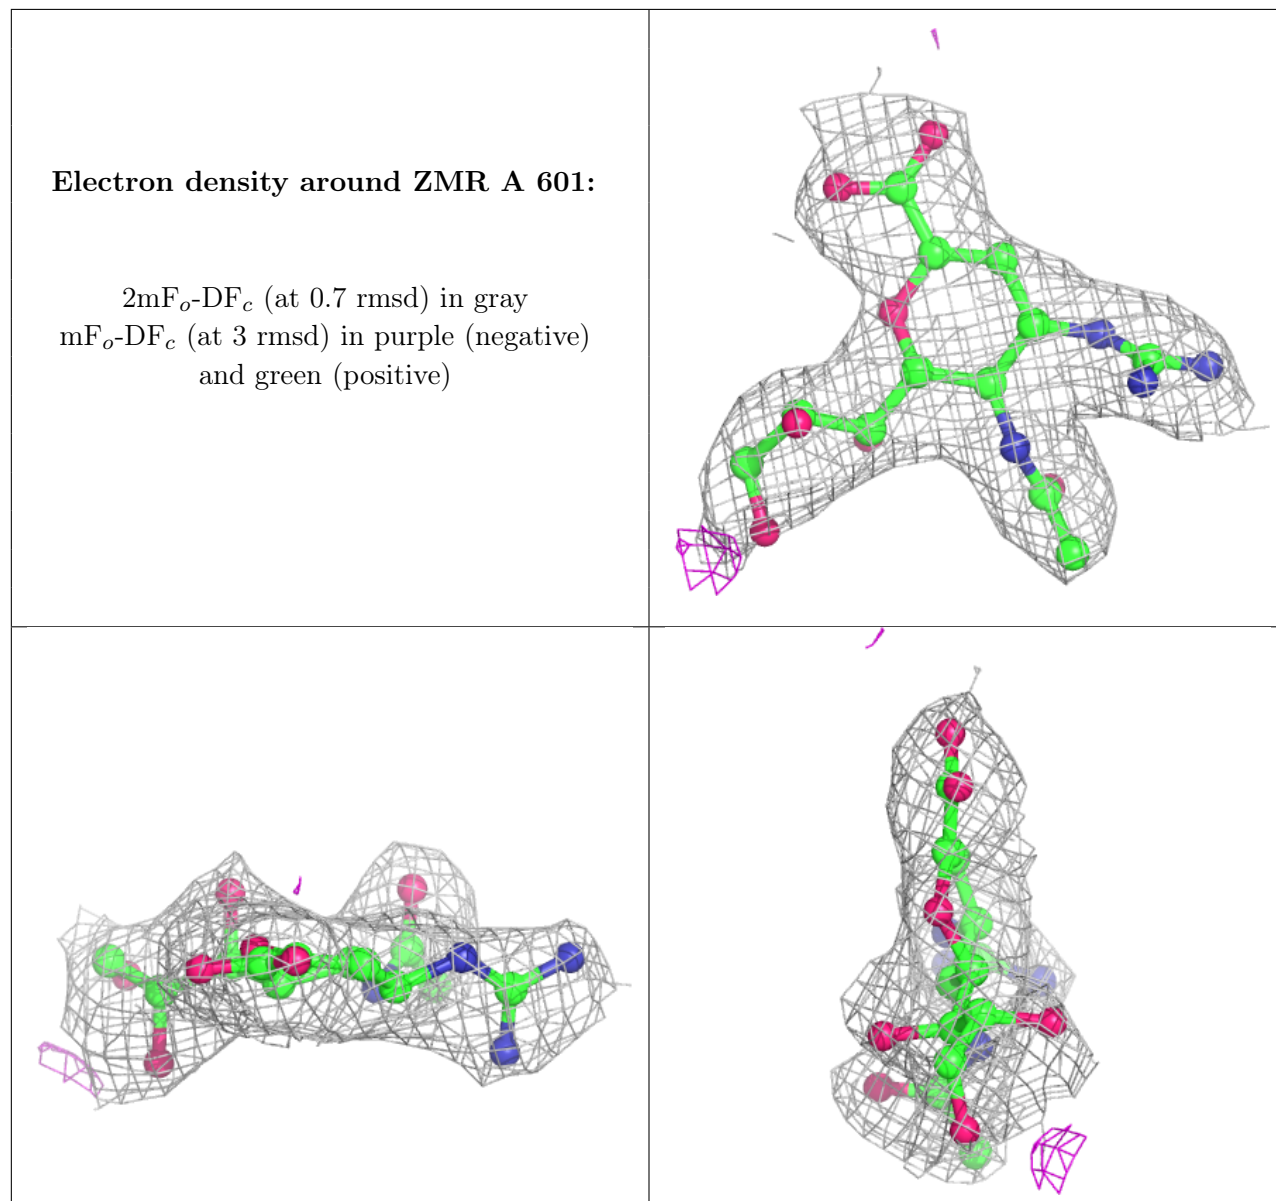 Electron density around ZMR A 601:
2mFo-DFc (at 0.7 rmsd) in gray
mFo-DFc (at 3 rmsd) in purple (negative)
and green (positive)